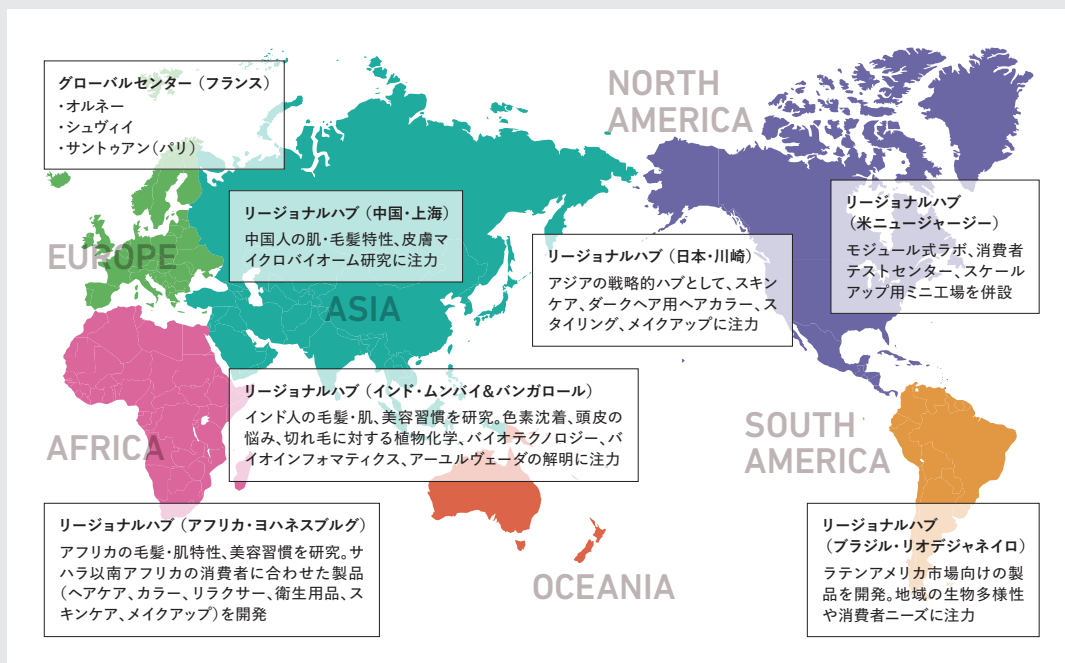 グローバルセンター（フランス）
・オルネー
・シュヴィイ
・サントゥアン（パリ）
NORTH
AMERICA
リージョナルハブ（中国・上海）
中国人の肌・毛髪特性、皮膚マ
イクロバイオーム研究に注力
リージョナルハブ
（米ニュージャージー）
モジュール式ラボ、消費者
テストセンター、スケール
アップ用ミニ工場を併設
EUROPE
リージョナルハブ（日本・川崎）
アジアの戦略的ハブとして、スキン
ケア、ダークヘア用ヘアカラー、ス
タイリング、メイクアップに注力
ASIA
リージョナルハブ（インド・ムンバイ&バンガロール）
インド人の毛髪・肌、美容習慣を研究。色素沈着、頭皮の
悩み、切れ毛に対する植物化学、バイオテクノロジー、バ
イオインフォマティクス、アーユルヴェーダの解明に注力
AFRICA
SOUTH
AMERICA
リージョナルハブ（アフリカ・ヨハネスブルグ）
アフリカの毛髪・肌特性、美容習慣を研究。サ
ハラ以南アフリカの消費者に合わせた製品
（ヘアケア、カラー、リラクサー、衛生用品、ス
キンケア、メイクアップ）を開発
OCEANIA
リージョナルハブ
（ブラジル・リオデジャネイロ）
ラテンアメリカ市場向けの製
品を開発。地域の生物多様性
や消費者ニーズに注力